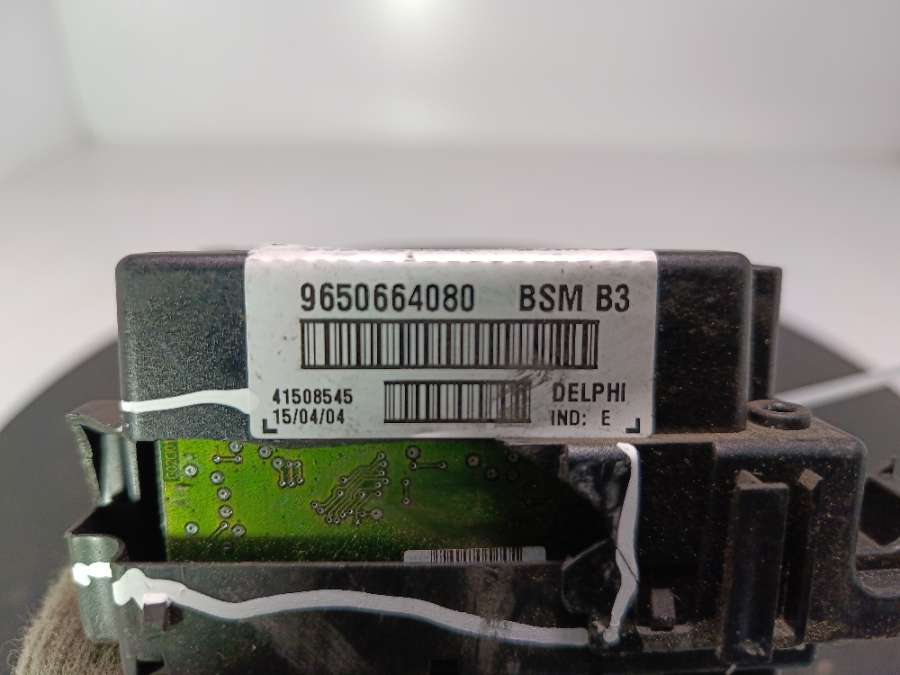 9650664080 BSM B3
41508545 DELPHI
15/04/04 IND: E